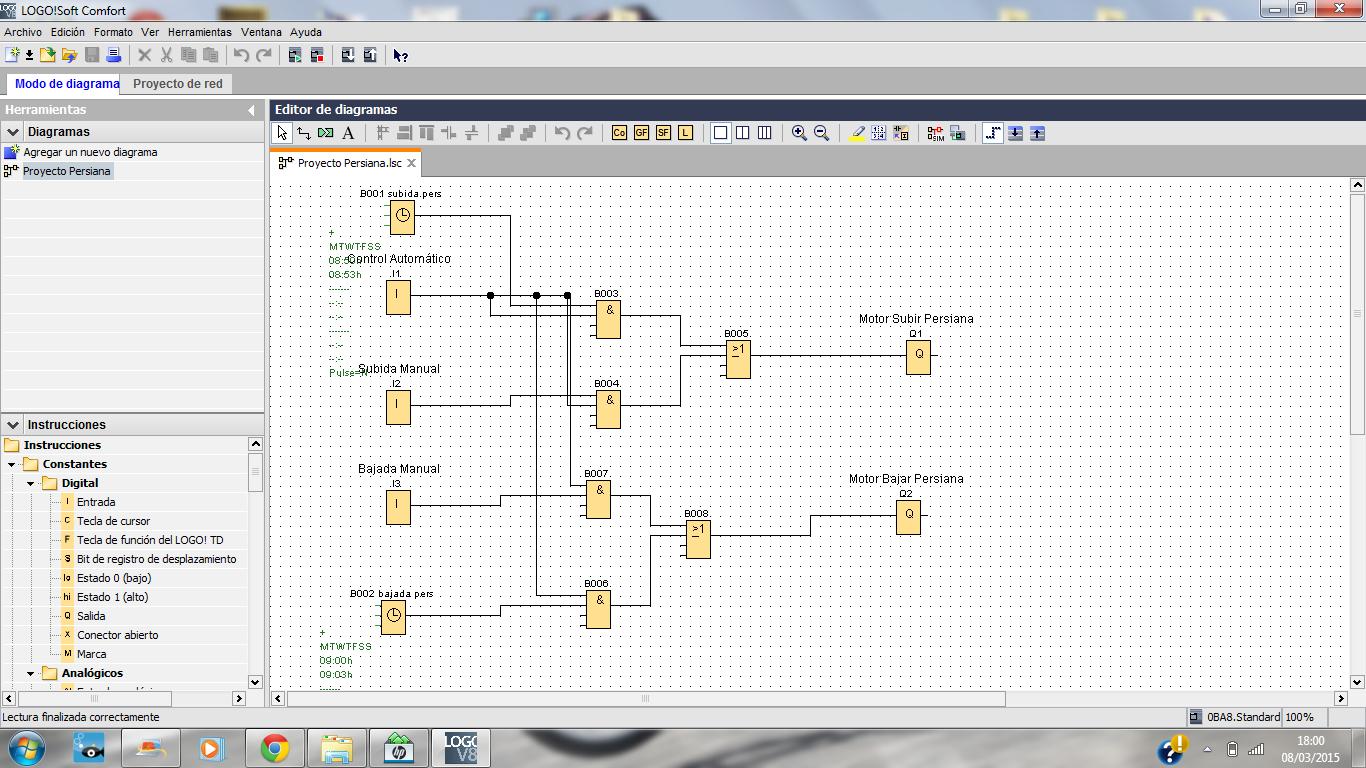 LOGO!Soft Comfort
Archivo Edición Formato Ver Herramientas Ventana Ayuda
Modo de diagrama Proyecto de red
Herramientas
Diagramas
Agregar un nuevo diagrama
Proyecto Persiana
Instrucciones
Instrucciones
Constantes
Digital
I Entrada
C Tecla de cursor
F Tecla de función del LOGO! TD
S Bit de registro de desplazamiento
lo Estado 0 (bajo)
hi Estado 1 (alto)
Q Salida
X Conector abierto
M Marca
Analógicos
Editor de diagramas
A Co GF SF L SIM
Proyecto Persiana.lsc
B001 subida.pers
+
MTWTFSS
Control Automático
08:53h
I1
I
B003
&
Motor Subir Persiana
B005
>1
Q1
Q
Subida Manual
I2
I
B004
&
Bajada Manual
I3
I
B007
&
Motor Bajar Persiana
B008
>1
Q2
Q
B006
&
B002 bajada.pers
+
MTWTFSS
09:00h
09:03h
Lectura finalizada correctamente
0BA8.Standard 100%
LOGO
V8
18:00
08/03/2015